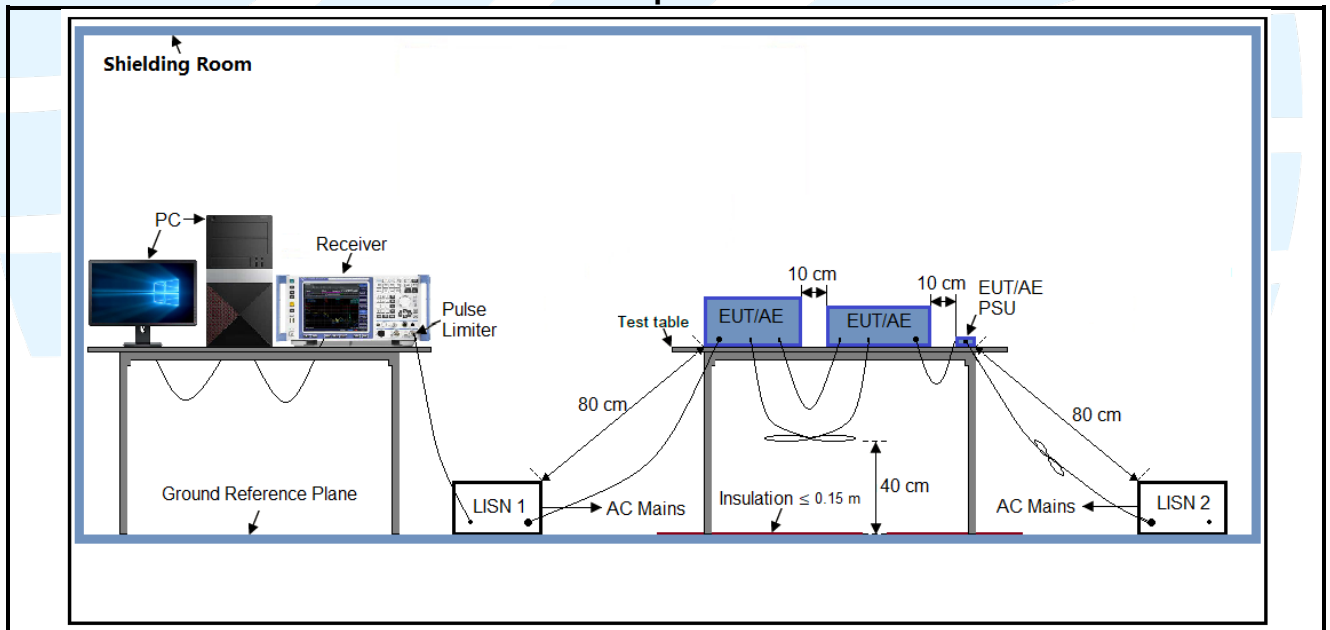 Shielding Room
PC
Receiver
Pulse
Limiter
10 cm
10 cm
EUT/AE
PSU
Test table
EUT/AE
EUT/AE
80 cm
80 cm
40 cm
Ground Reference Plane
LISN 1
AC Mains
Insulation ≤ 0.15 m
AC Mains
LISN 2